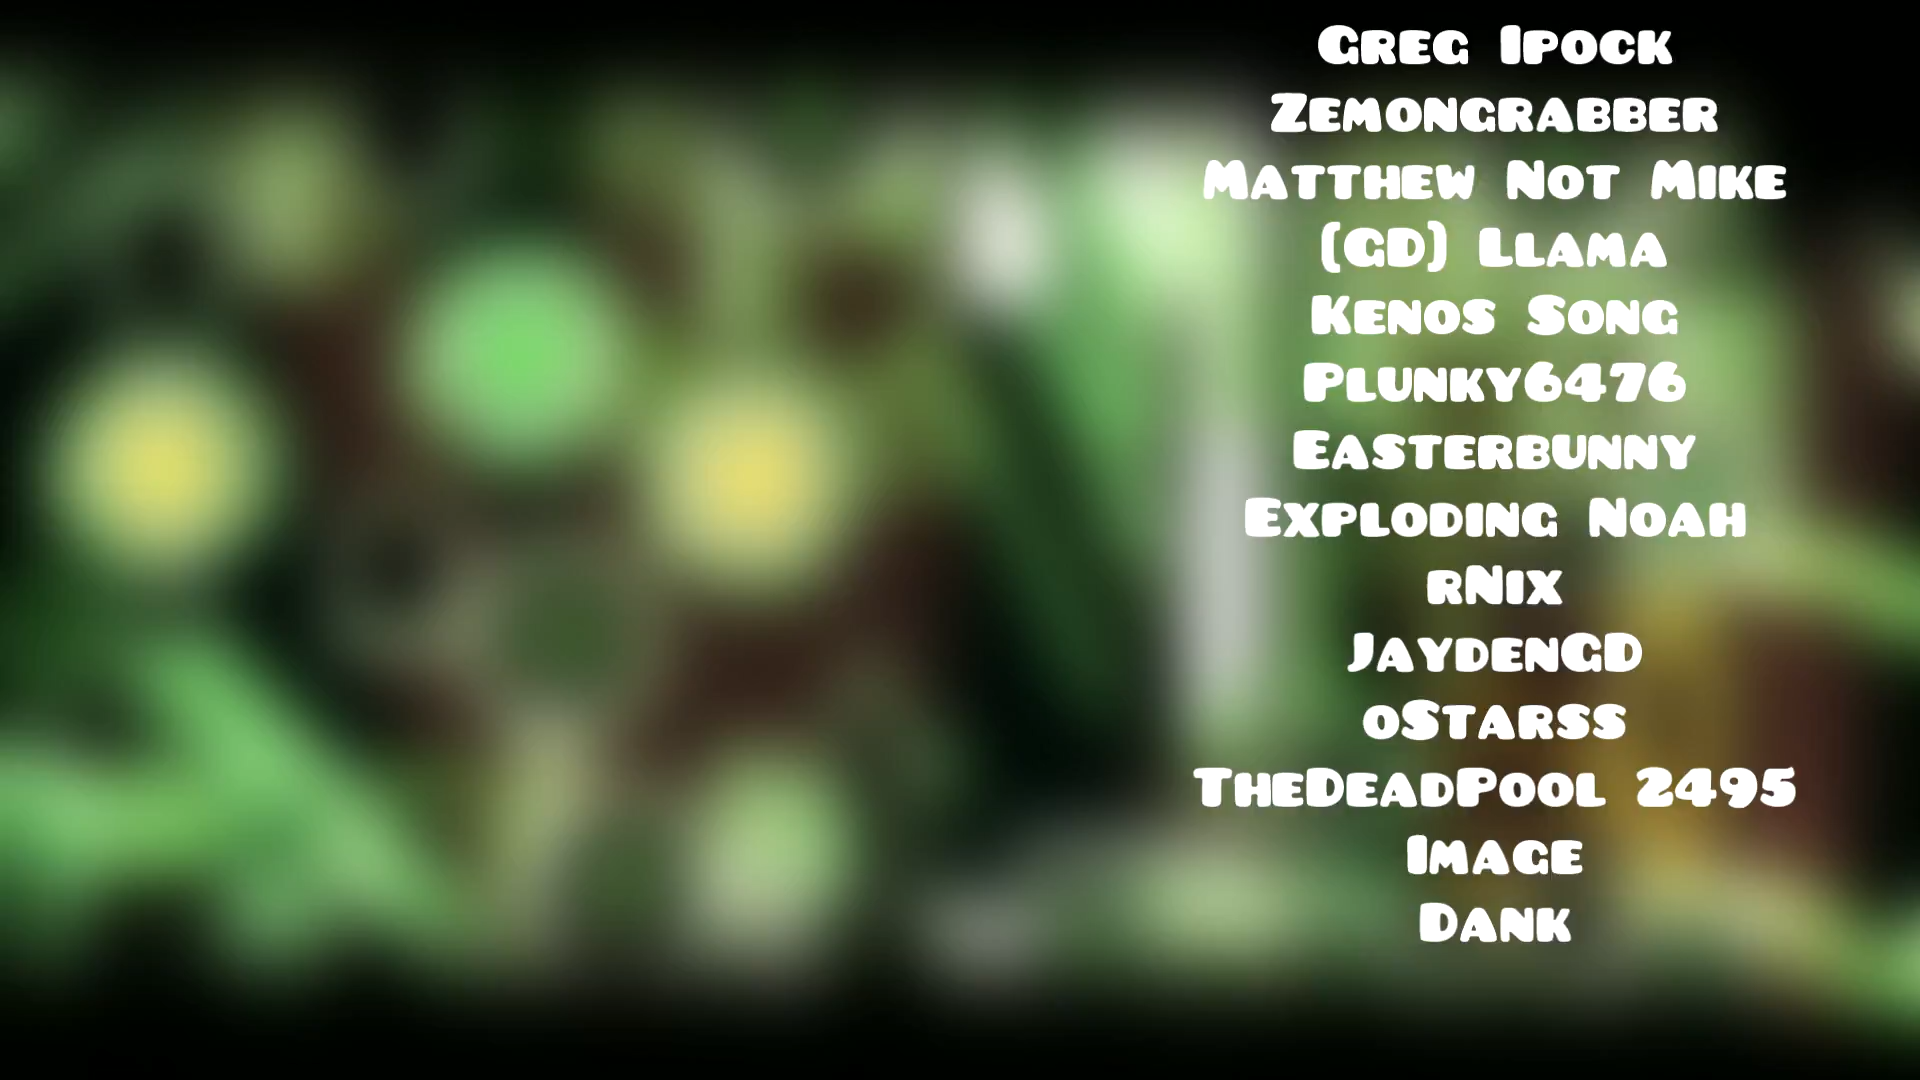 Greg Ipock
Zemongrabber
Matthew Not Mike
(GD) Llama
Kenos Song
Plunky6476
Easterbunny
Exploding Noah
rNix
JaydenGD
oStarss
TheDeadPool 2495
Image
Dank